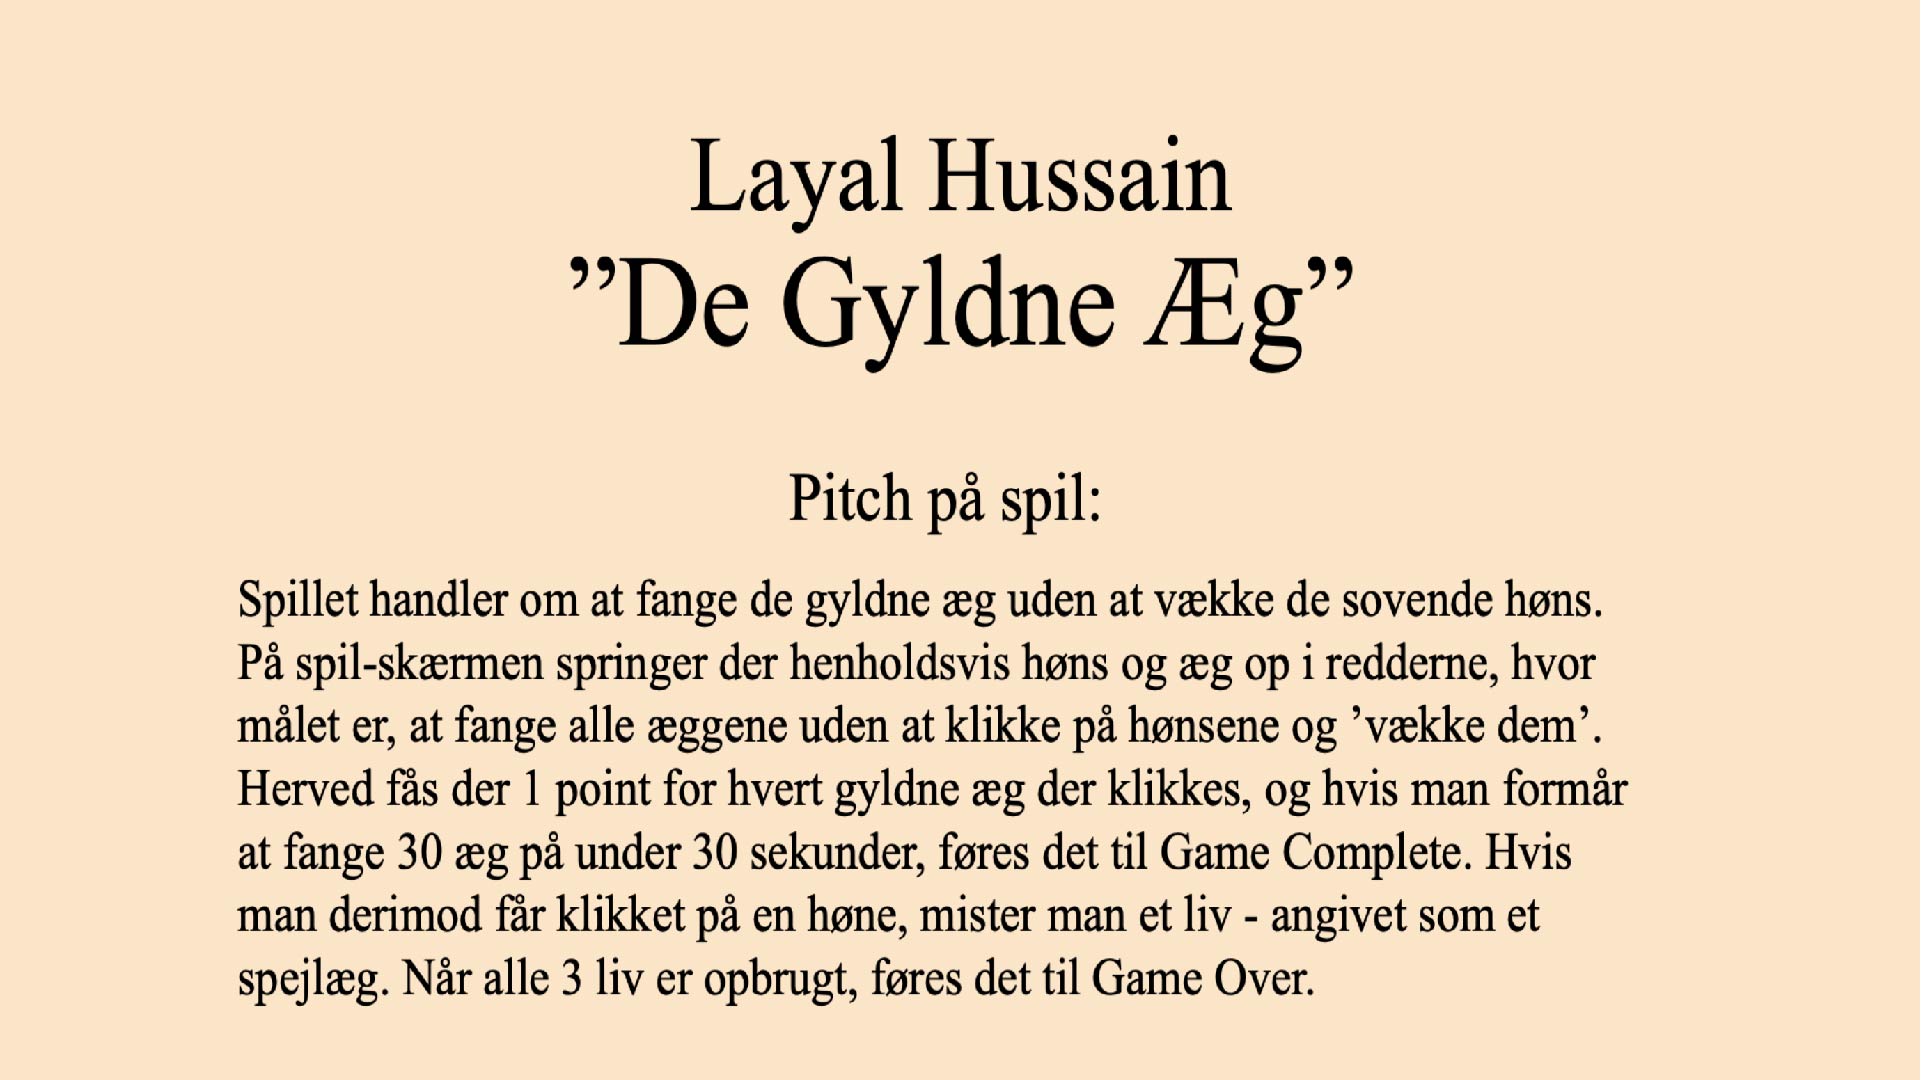 Layal Hussain
”De Gyldne Æg”
Pitch på spil:
Spillet handler om at fange de gyldne æg uden at vække de sovende høns.
På spil-skærmen springer der henholdsvis høns og æg op i redderne, hvor
målet er, at fange alle æggene uden at klikke på hønsene og ’vække dem’.
Herved fås der 1 point for hvert gyldne æg der klikkes, og hvis man formår
at fange 30 æg på under 30 sekunder, føres det til Game Complete. Hvis
man derimod får klikket på en høne, mister man et liv - angivet som et
spejlæg. Når alle 3 liv er opbrugt, føres det til Game Over.